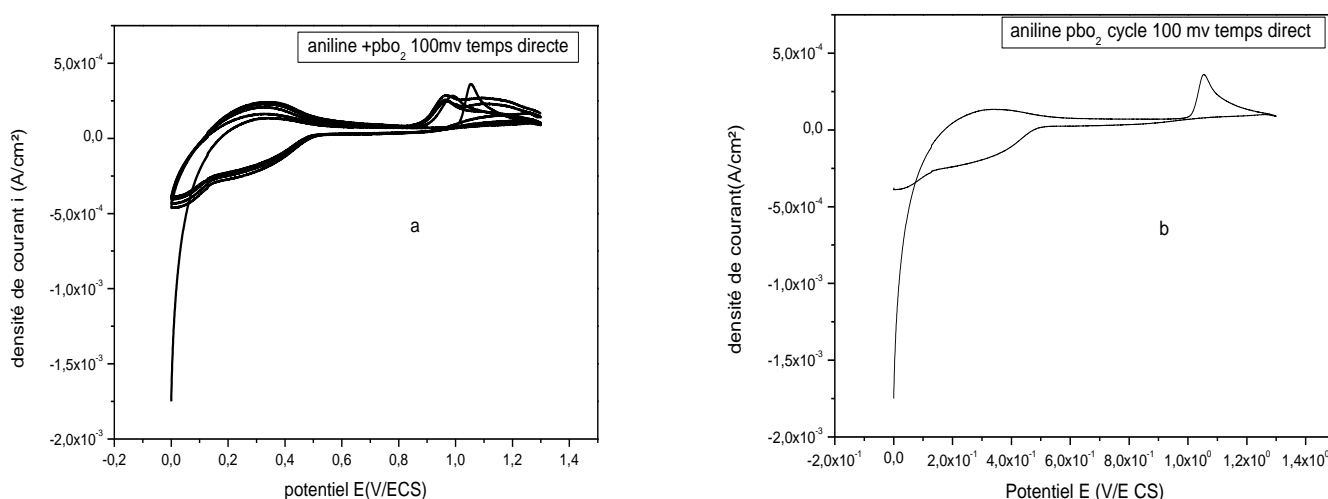 aniline +pbo₂ 100mv temps directe
5,0x10⁻⁴
0,0
-5,0x10⁻⁴
-1,0x10⁻³
-1,5x10⁻³
-2,0x10⁻³
densité de courant i (A/cm²)
a
-0,2 0,0 0,2 0,4 0,6 0,8 1,0 1,2 1,4
potentiel E(V/ECS)
aniline pbo₂ cycle 100 mv temps direct
5,0x10⁻⁴
0,0
-5,0x10⁻⁴
-1,0x10⁻³
-1,5x10⁻³
-2,0x10⁻³
densité de courant(A/cm²)
b
-2,0x10⁻¹ 0,0 2,0x10⁻¹ 4,0x10⁻¹ 6,0x10⁻¹ 8,0x10⁻¹ 1,0x10⁰ 1,2x10⁰ 1,4x10⁰
Potentiel E (V/E CS)